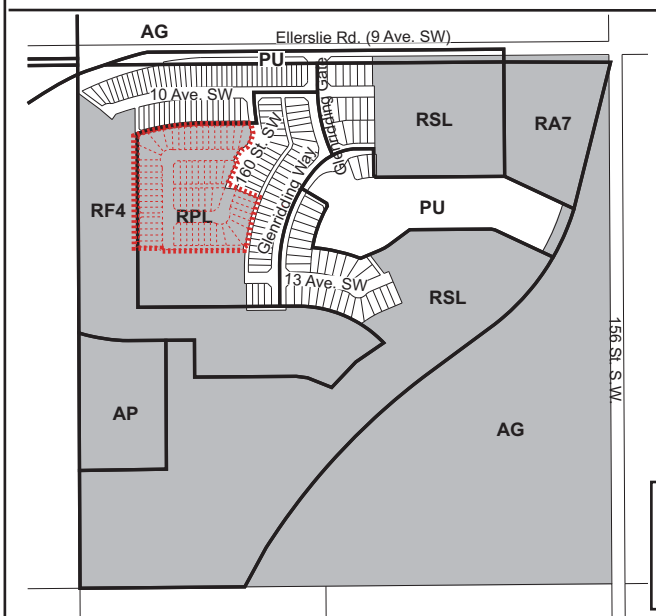 AG
Ellerslie Rd. (9 Ave. SW)
PU
10 Ave. SW
Glenridding Gate
RSL
RA7
160 St. SW
RF4
RPL
Glenridding Way
PU
13 Ave. SW
RSL
156 St. S.W.
AP
AG